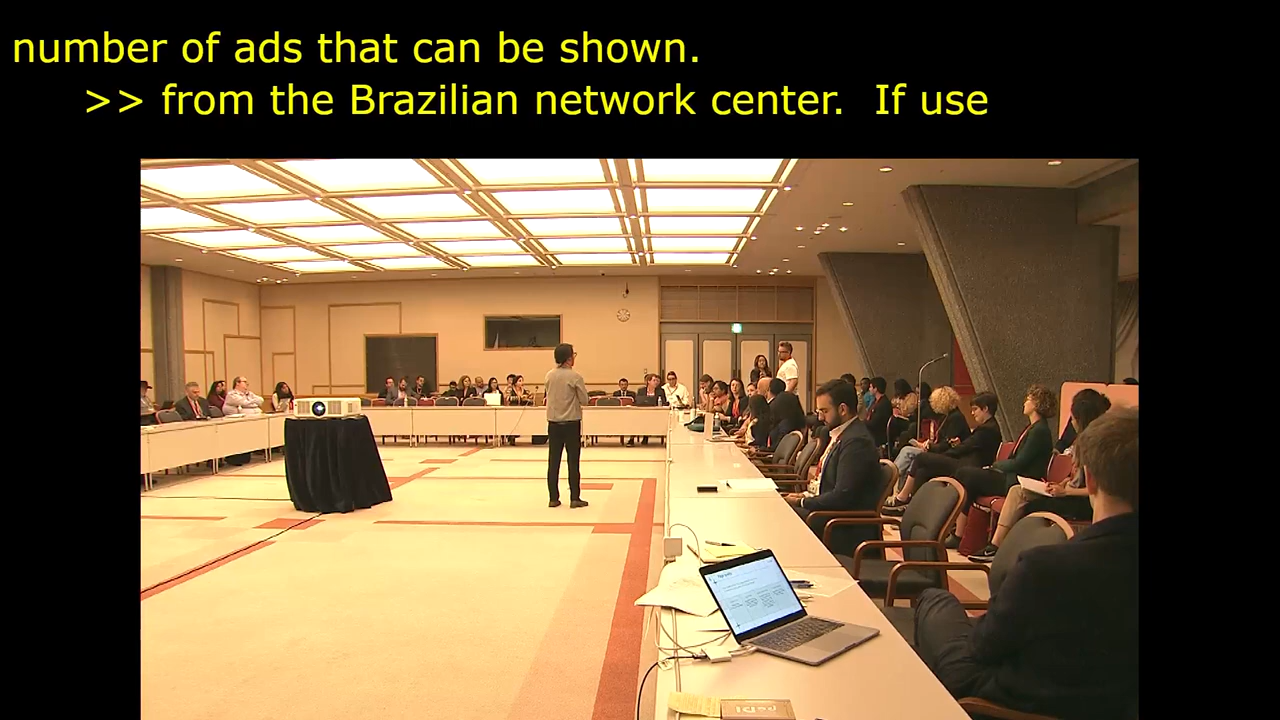 number of ads that can be shown.
>> from the Brazilian network center.  If use